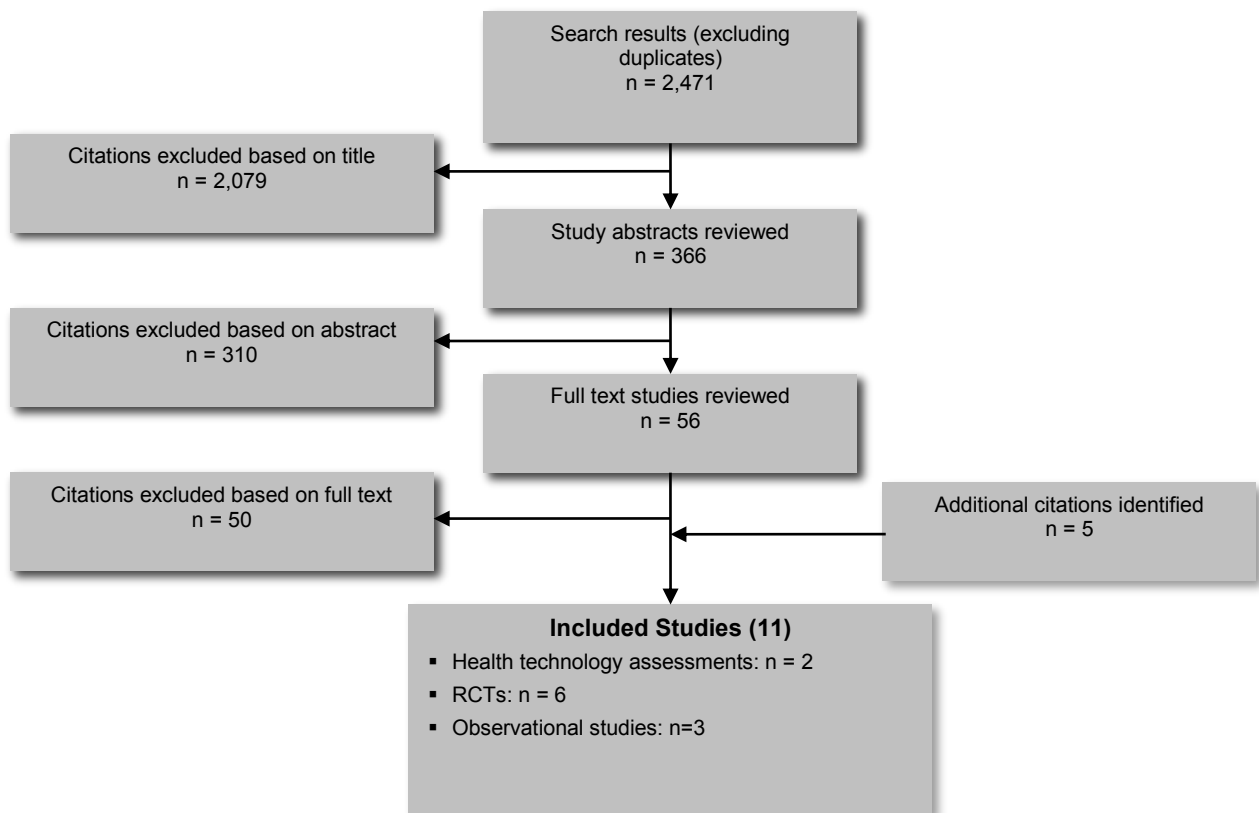 Search results (excluding
duplicates)
n = 2,471
Citations excluded based on title
n = 2,079
Study abstracts reviewed
n = 366
Citations excluded based on abstract
n = 310
Full text studies reviewed
n = 56
Citations excluded based on full text
n = 50
Additional citations identified
n = 5
Included Studies (11)
▪ Health technology assessments: n = 2
▪ RCTs: n = 6
▪ Observational studies: n=3